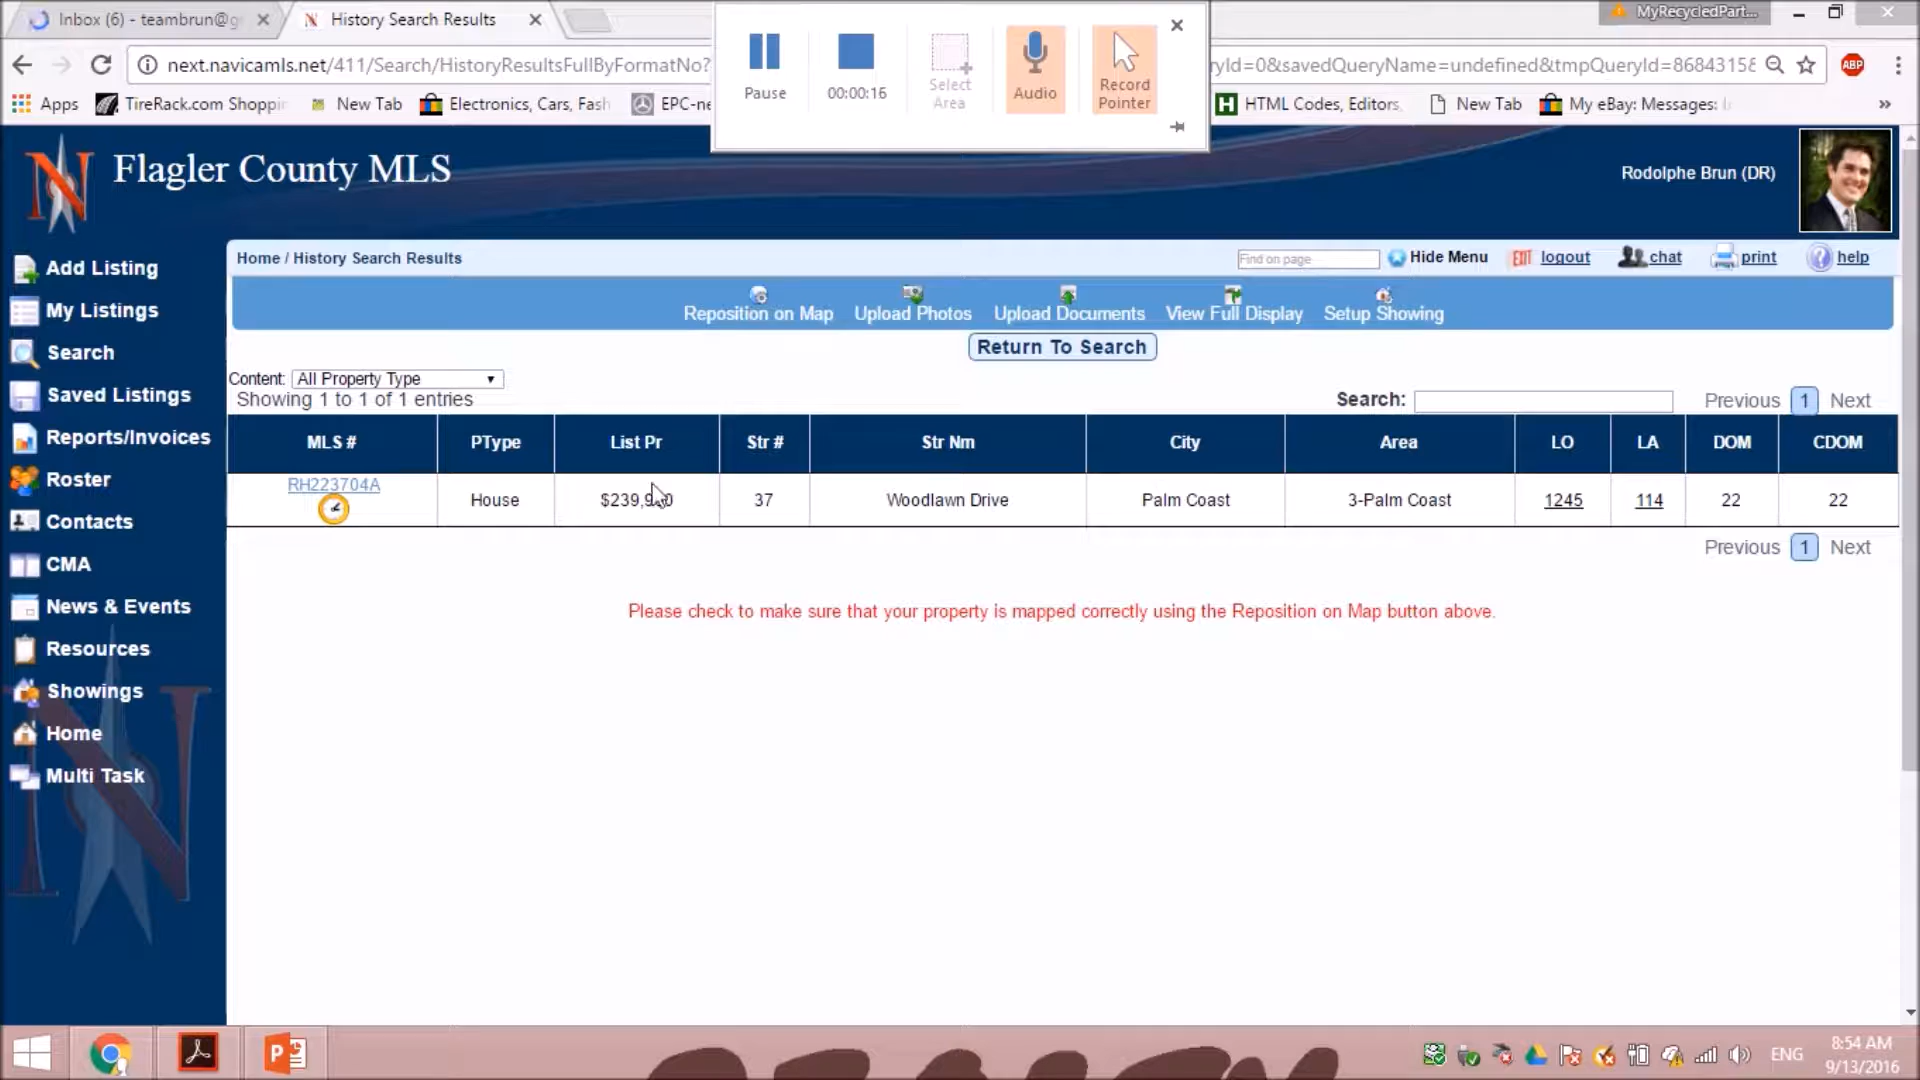 Inbox (6) - teambrun@g
History Search Results
MyRecycledPart...
next.navicamls.net/411/Search/HistoryResultsFullByFormatNo?
ryId=0&savedQueryName=undefined&tmpQueryId=8684315
ABP
Pause
00:00:16
Select Area
Audio
Record Pointer
Apps
TireRack.com Shoppin
New Tab
Electronics, Cars, Fash
EPC-ne
HTML Codes, Editors,
New Tab
My eBay: Messages:
»
Flagler County MLS
Rodolphe Brun (DR)
Add Listing
My Listings
Search
Saved Listings
Reports/Invoices
Roster
Contacts
CMA
News & Events
Resources
Showings
Home
Multi Task
Home / History Search Results
Find on page
Hide Menu
EXIT logout
chat
print
help
Reposition on Map
Upload Photos
Upload Documents
View Full Display
Setup Showing
Return To Search
Content: All Property Type
Showing 1 to 1 of 1 entries
Search:
Previous 1 Next
MLS # PType List Pr Str # Str Nm City Area LO LA DOM CDOM
RH223704A House 37 Woodlawn Drive Palm Coast 3-Palm Coast 1245 114 22 22
Previous 1 Next
Please check to make sure that your property is mapped correctly using the Reposition on Map button above.
ENG
8:54 AM
9/13/2016